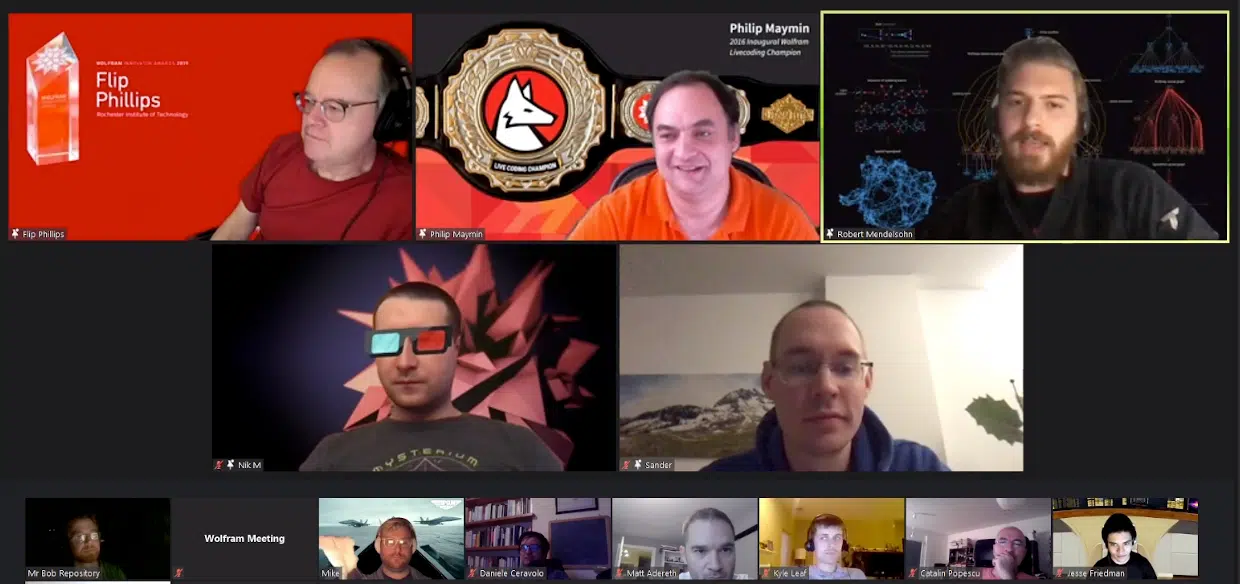 WOLFRAM INNOVATOR AWARDS 2019
Flip
Phillips
Rochester Institute of Technology
Flip Phillips
Philip Maymin
2016 Inaugural Wolfram
Livecoding Champion
LIVE CODING CHAMPION
Philip Maymin
Robert Mendelsohn
MYSTERIUM
Nik M
Sander
Mr Bob Repository
Wolfram Meeting
Mike
Daniele Ceravolo
Matt Adereth
Kyle Leaf
Catalin Popescu
Jesse Friedman